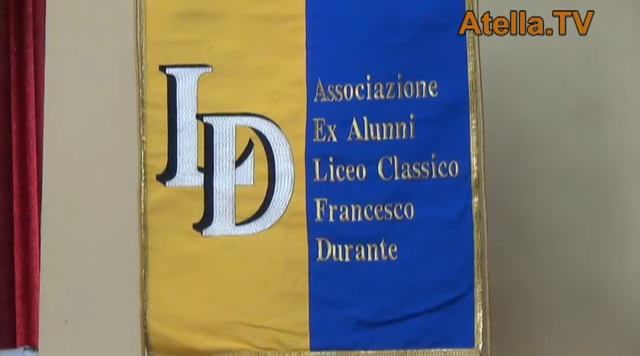 Atella.TV
LD
Associazione
Ex Alunni
Liceo Classico
Francesco
Durante